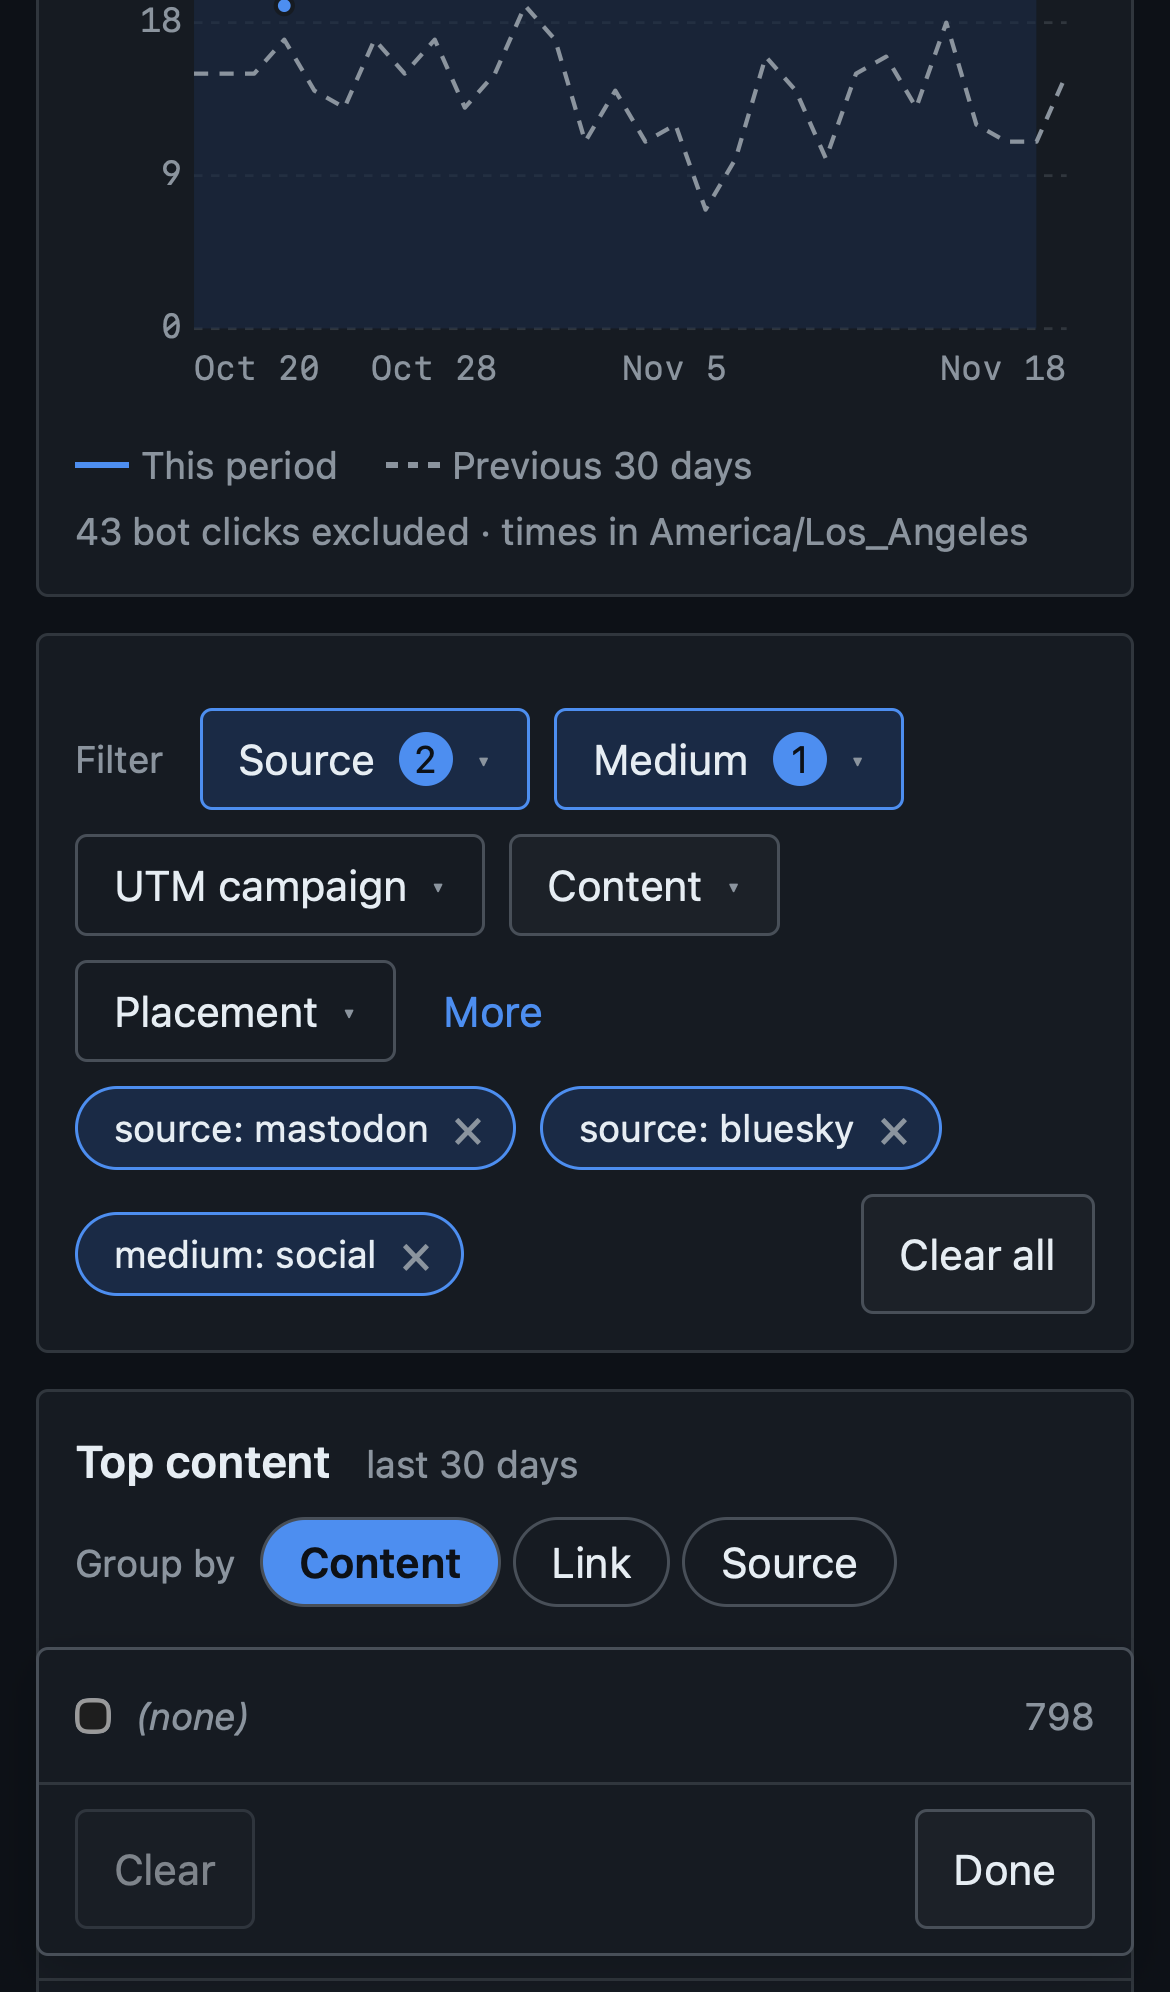 18
9
0
Oct 20 Oct 28 Nov 5 Nov 18
This period Previous 30 days
43 bot clicks excluded · times in America/Los_Angeles
Filter Source 2 ▾ Medium 1 ▾
UTM campaign ▾ Content ▾
Placement ▾ More
source: mastodon × source: bluesky ×
medium: social × Clear all
Top content last 30 days
Group by Content Link Source
(none) 798
Clear Done